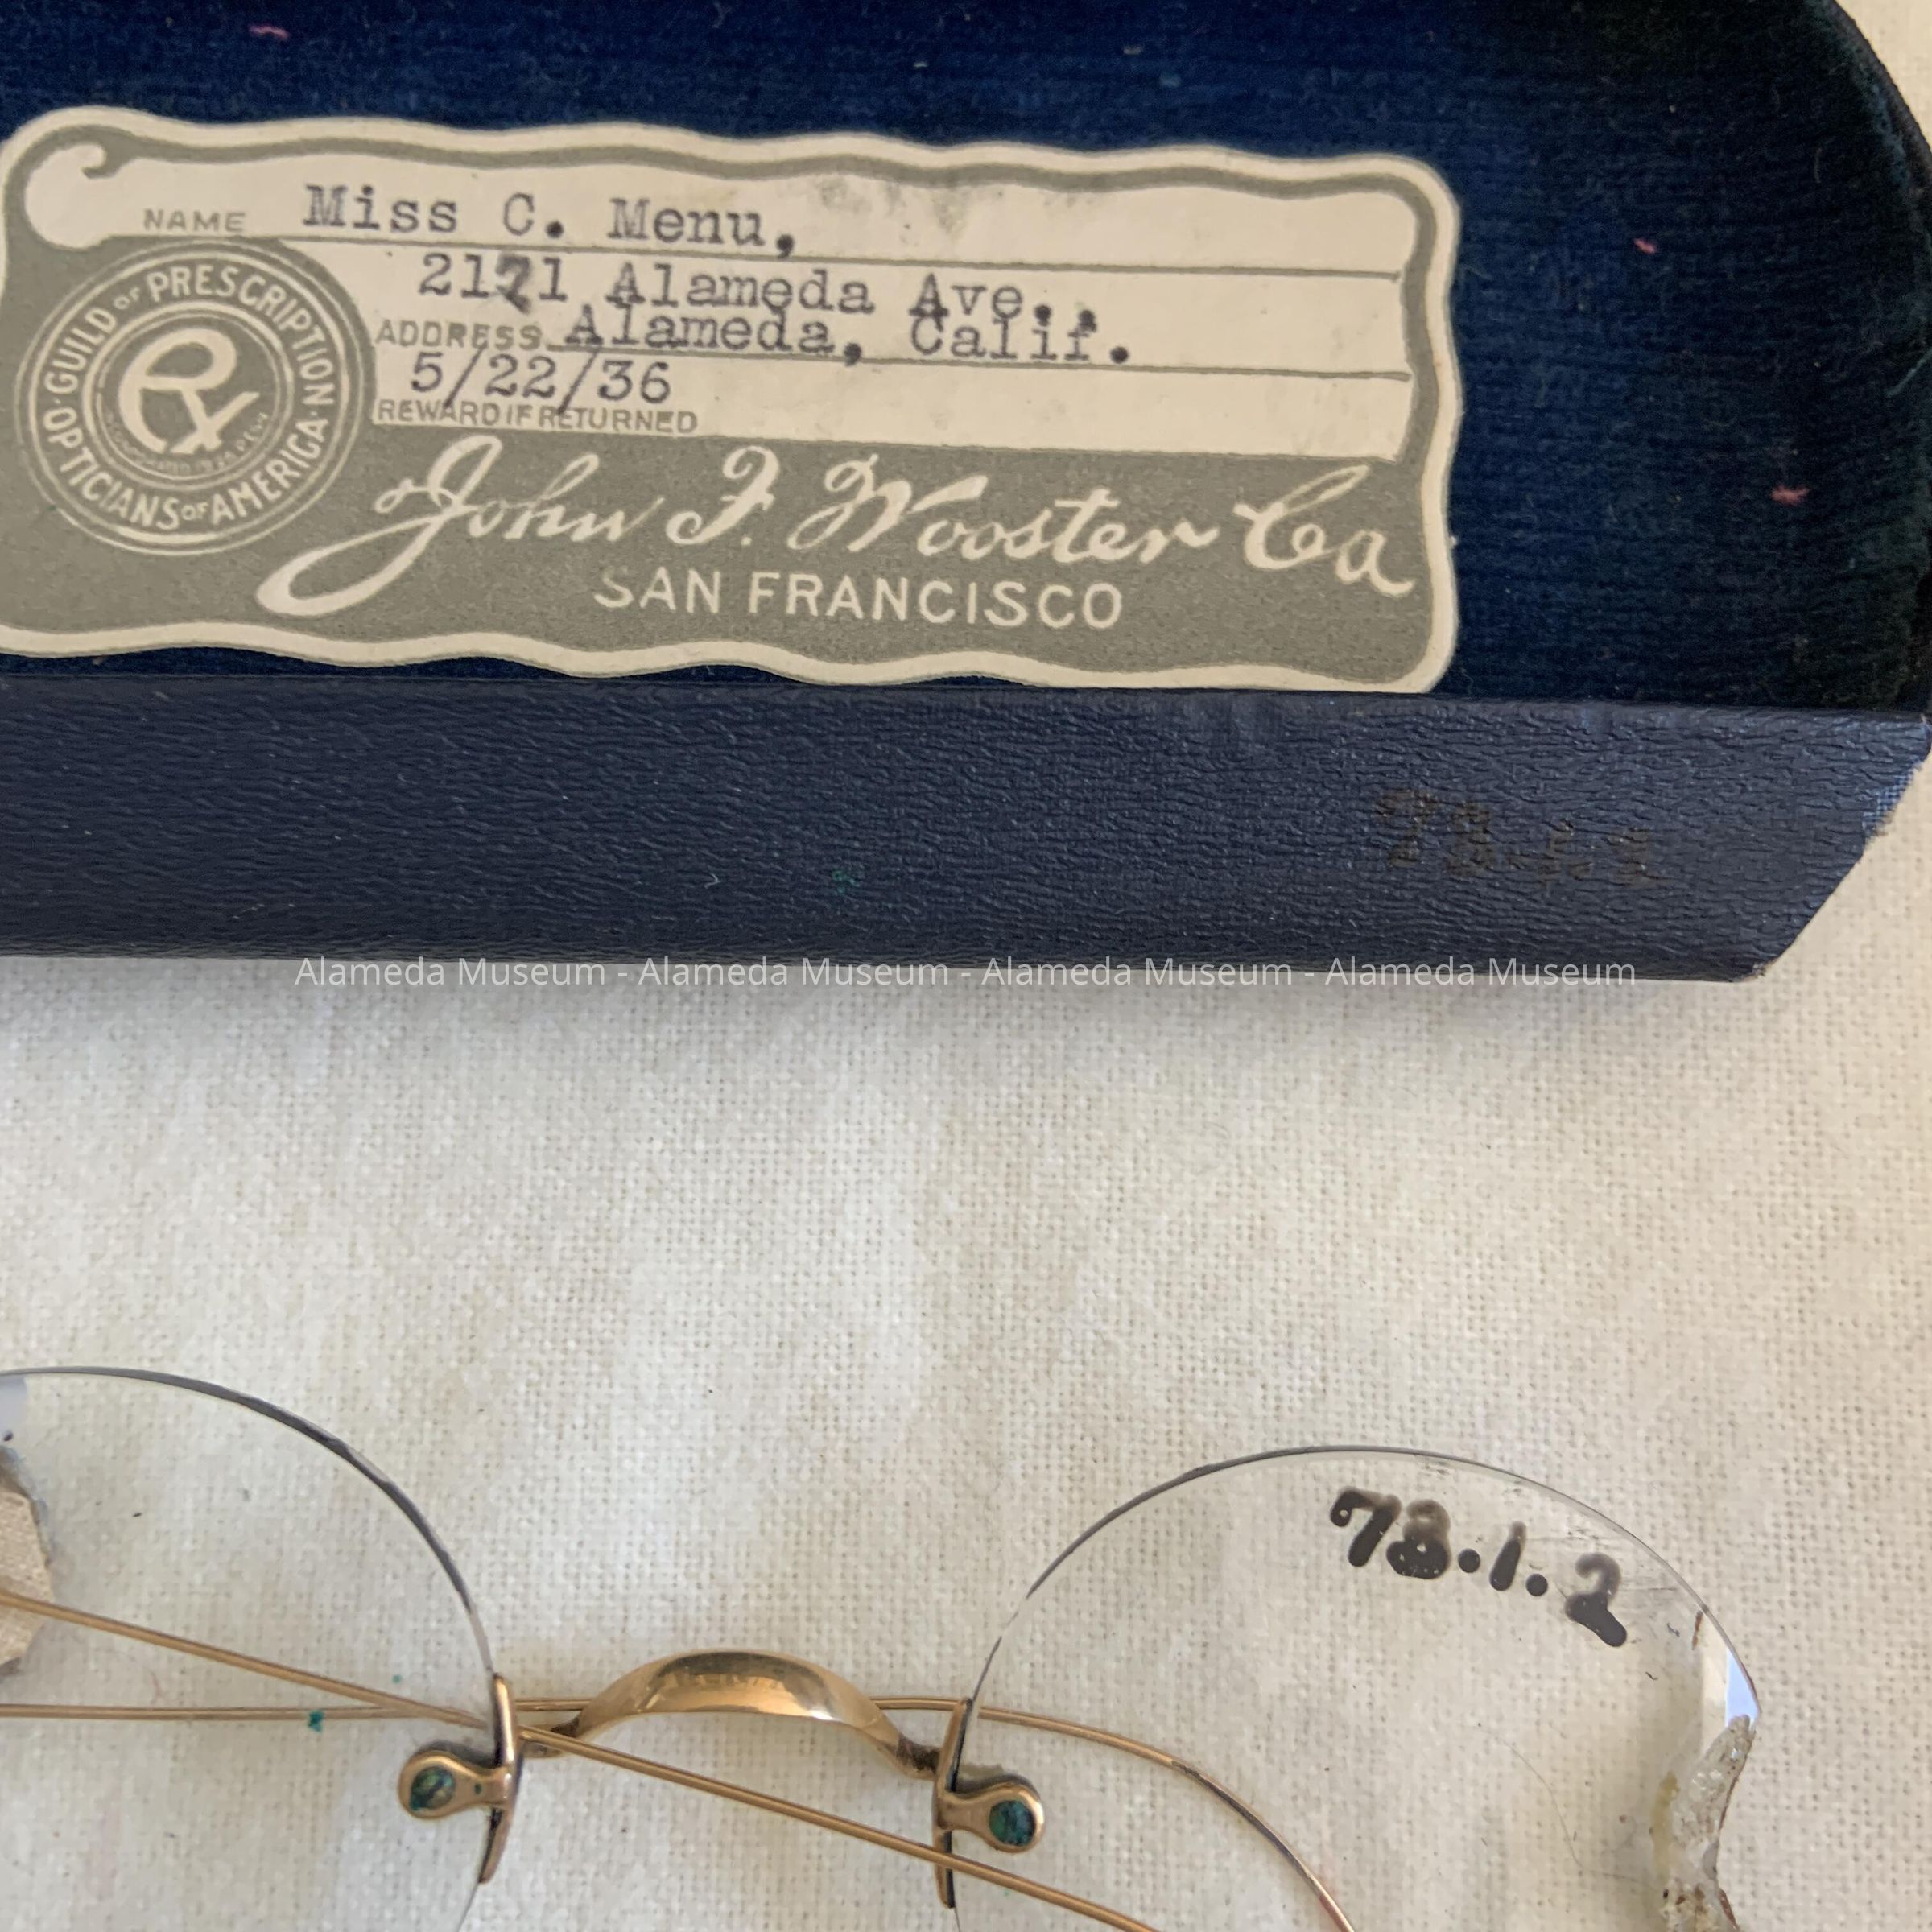 NAME Miss C. Menu,
2171 Alameda Ave.,
ADDRESS Alameda, Calif.
5/22/36
REWARD IF RETURNED
GUILD OF PRESCRIPTION OPTICIANS OF AMERICA
Rx
John F. Wooster Co
SAN FRANCISCO
Alameda Museum - Alameda Museum - Alameda Museum - Alameda Museum
78.1.2